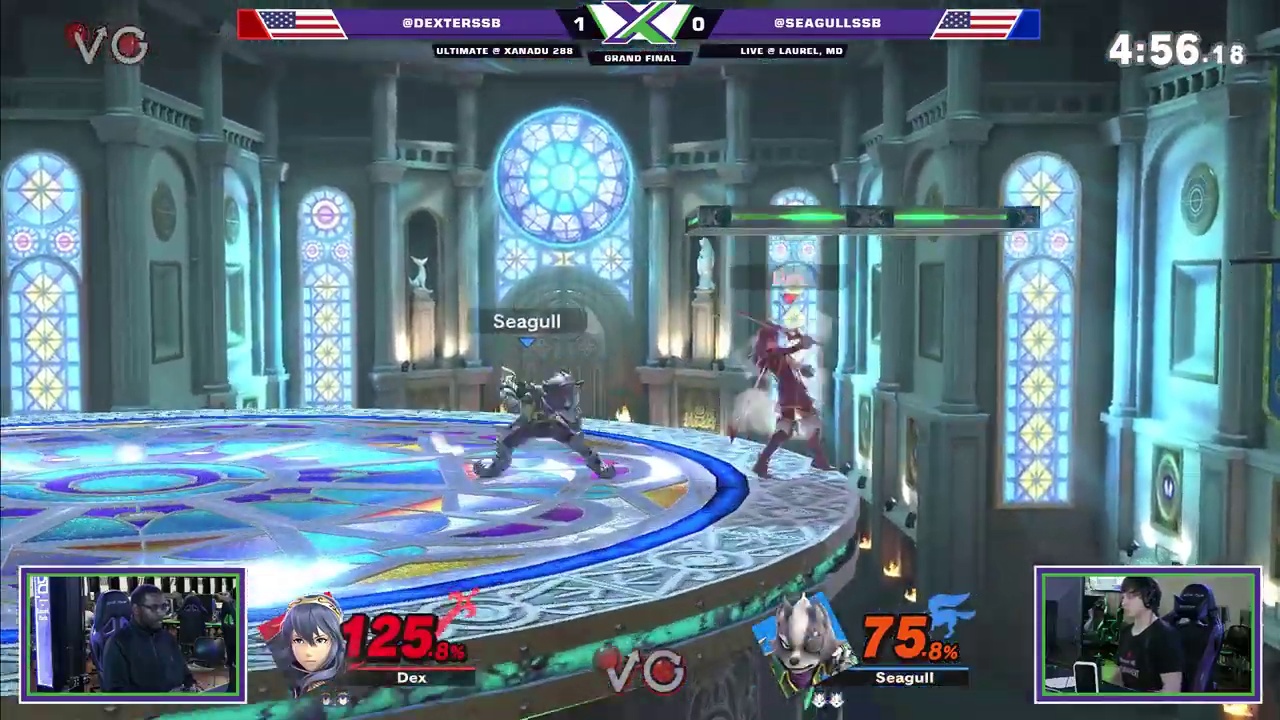 @DEXTERSSB
1
0
@SEAGULLSSB
ULTIMATE @ XANADU 288
GRAND FINAL
LIVE @ LAUREL, MD
VG
4:56.18
Seagull
125.8%
Dex
VG
75.8%
Seagull